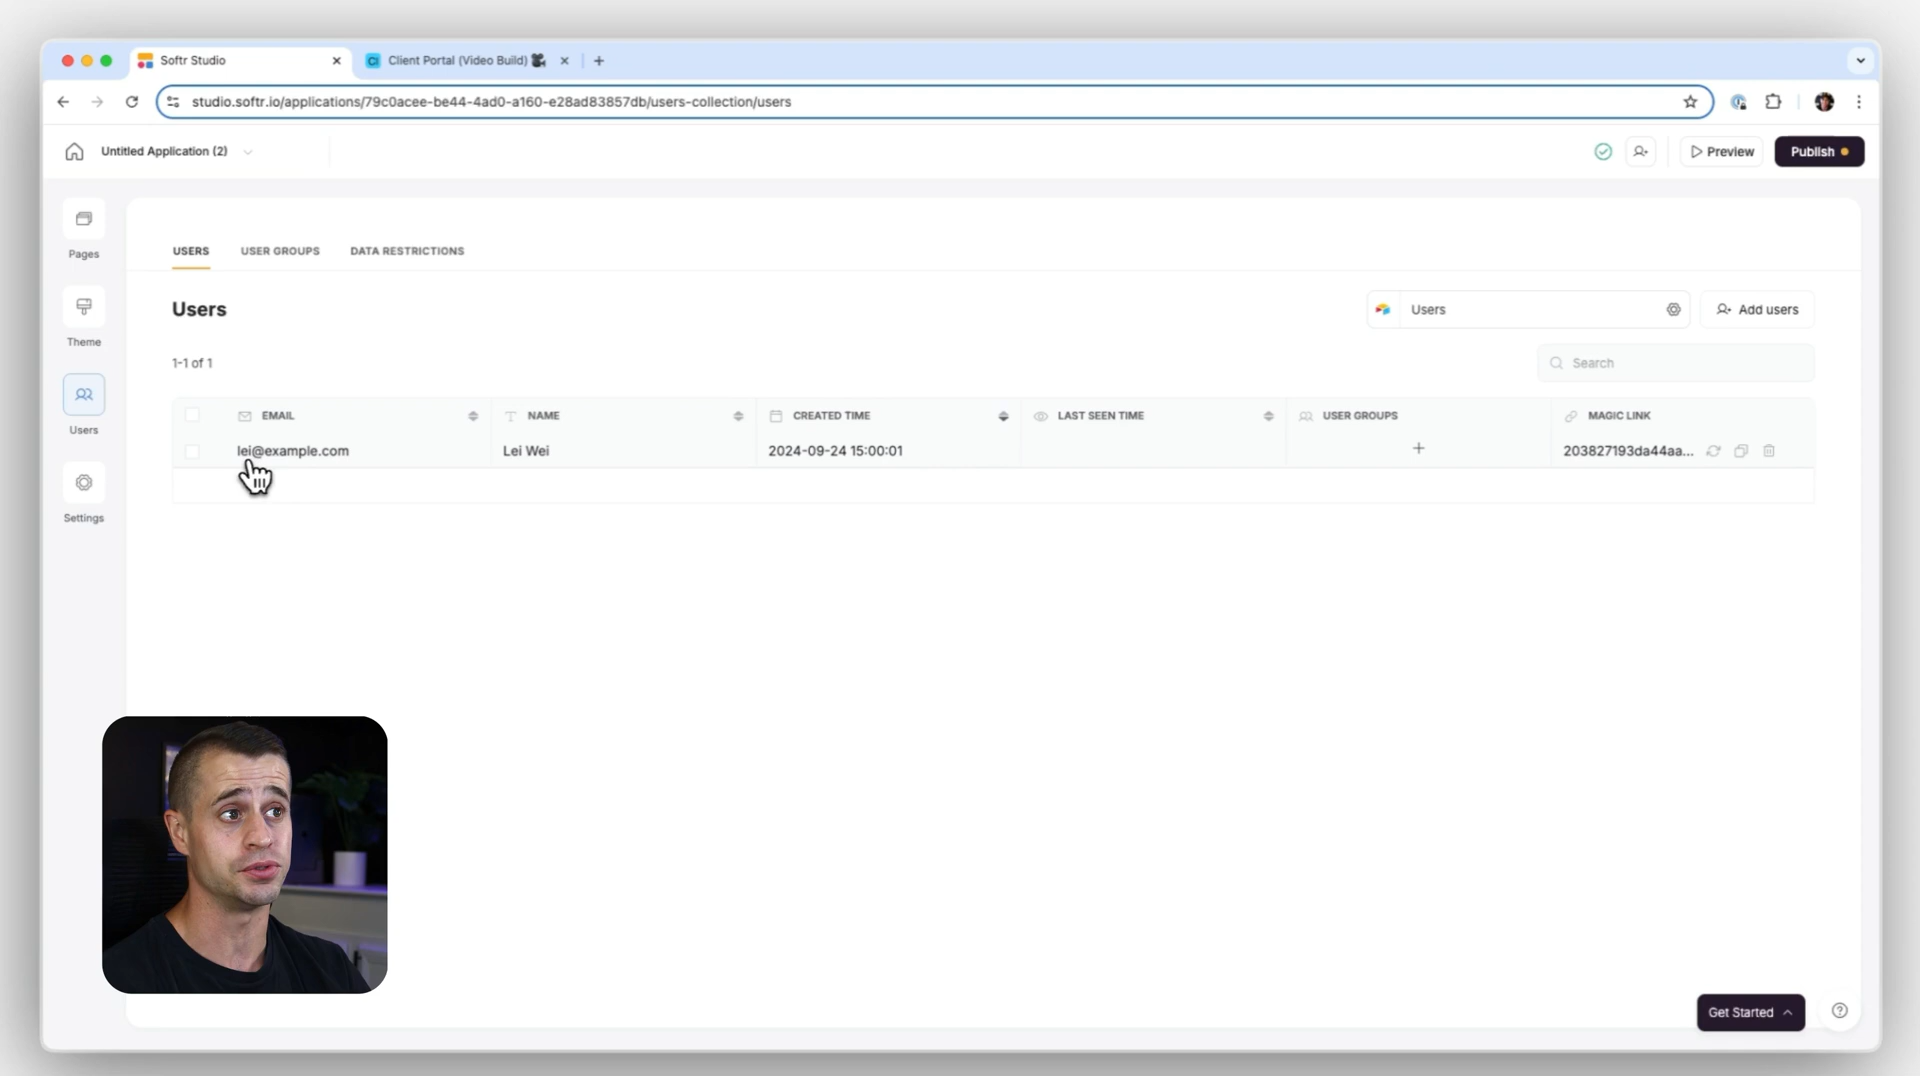 Softr Studio
Client Portal (Video Build)
studio.softr.io/applications/79c0acee-be44-4ad0-a160-e28ad83857db/users-collection/users
Untitled Application (2)
Preview
Publish
Pages
Theme
Users
Settings
USERS
USER GROUPS
DATA RESTRICTIONS
Users
Users
Add users
1-1 of 1
Search
EMAIL
NAME
CREATED TIME
LAST SEEN TIME
USER GROUPS
MAGIC LINK
lei@example.com
Lei Wei
2024-09-24 15:00:01
203827193da44aa...
Get Started